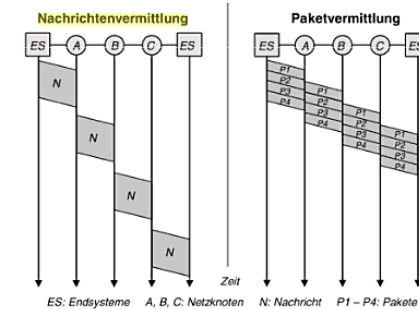 Nachrichtenvermittlung
Paketvermittlung
ES A B C ES
ES A B C ES
N
N
N
N
P1
P2
P3
P4
P1
P2
P3
P4
P1
P2
P3
P4
P1
P2
P3
P4
Zeit
ES: Endsysteme A, B, C: Netzknoten N: Nachricht P1 – P4: Pakete